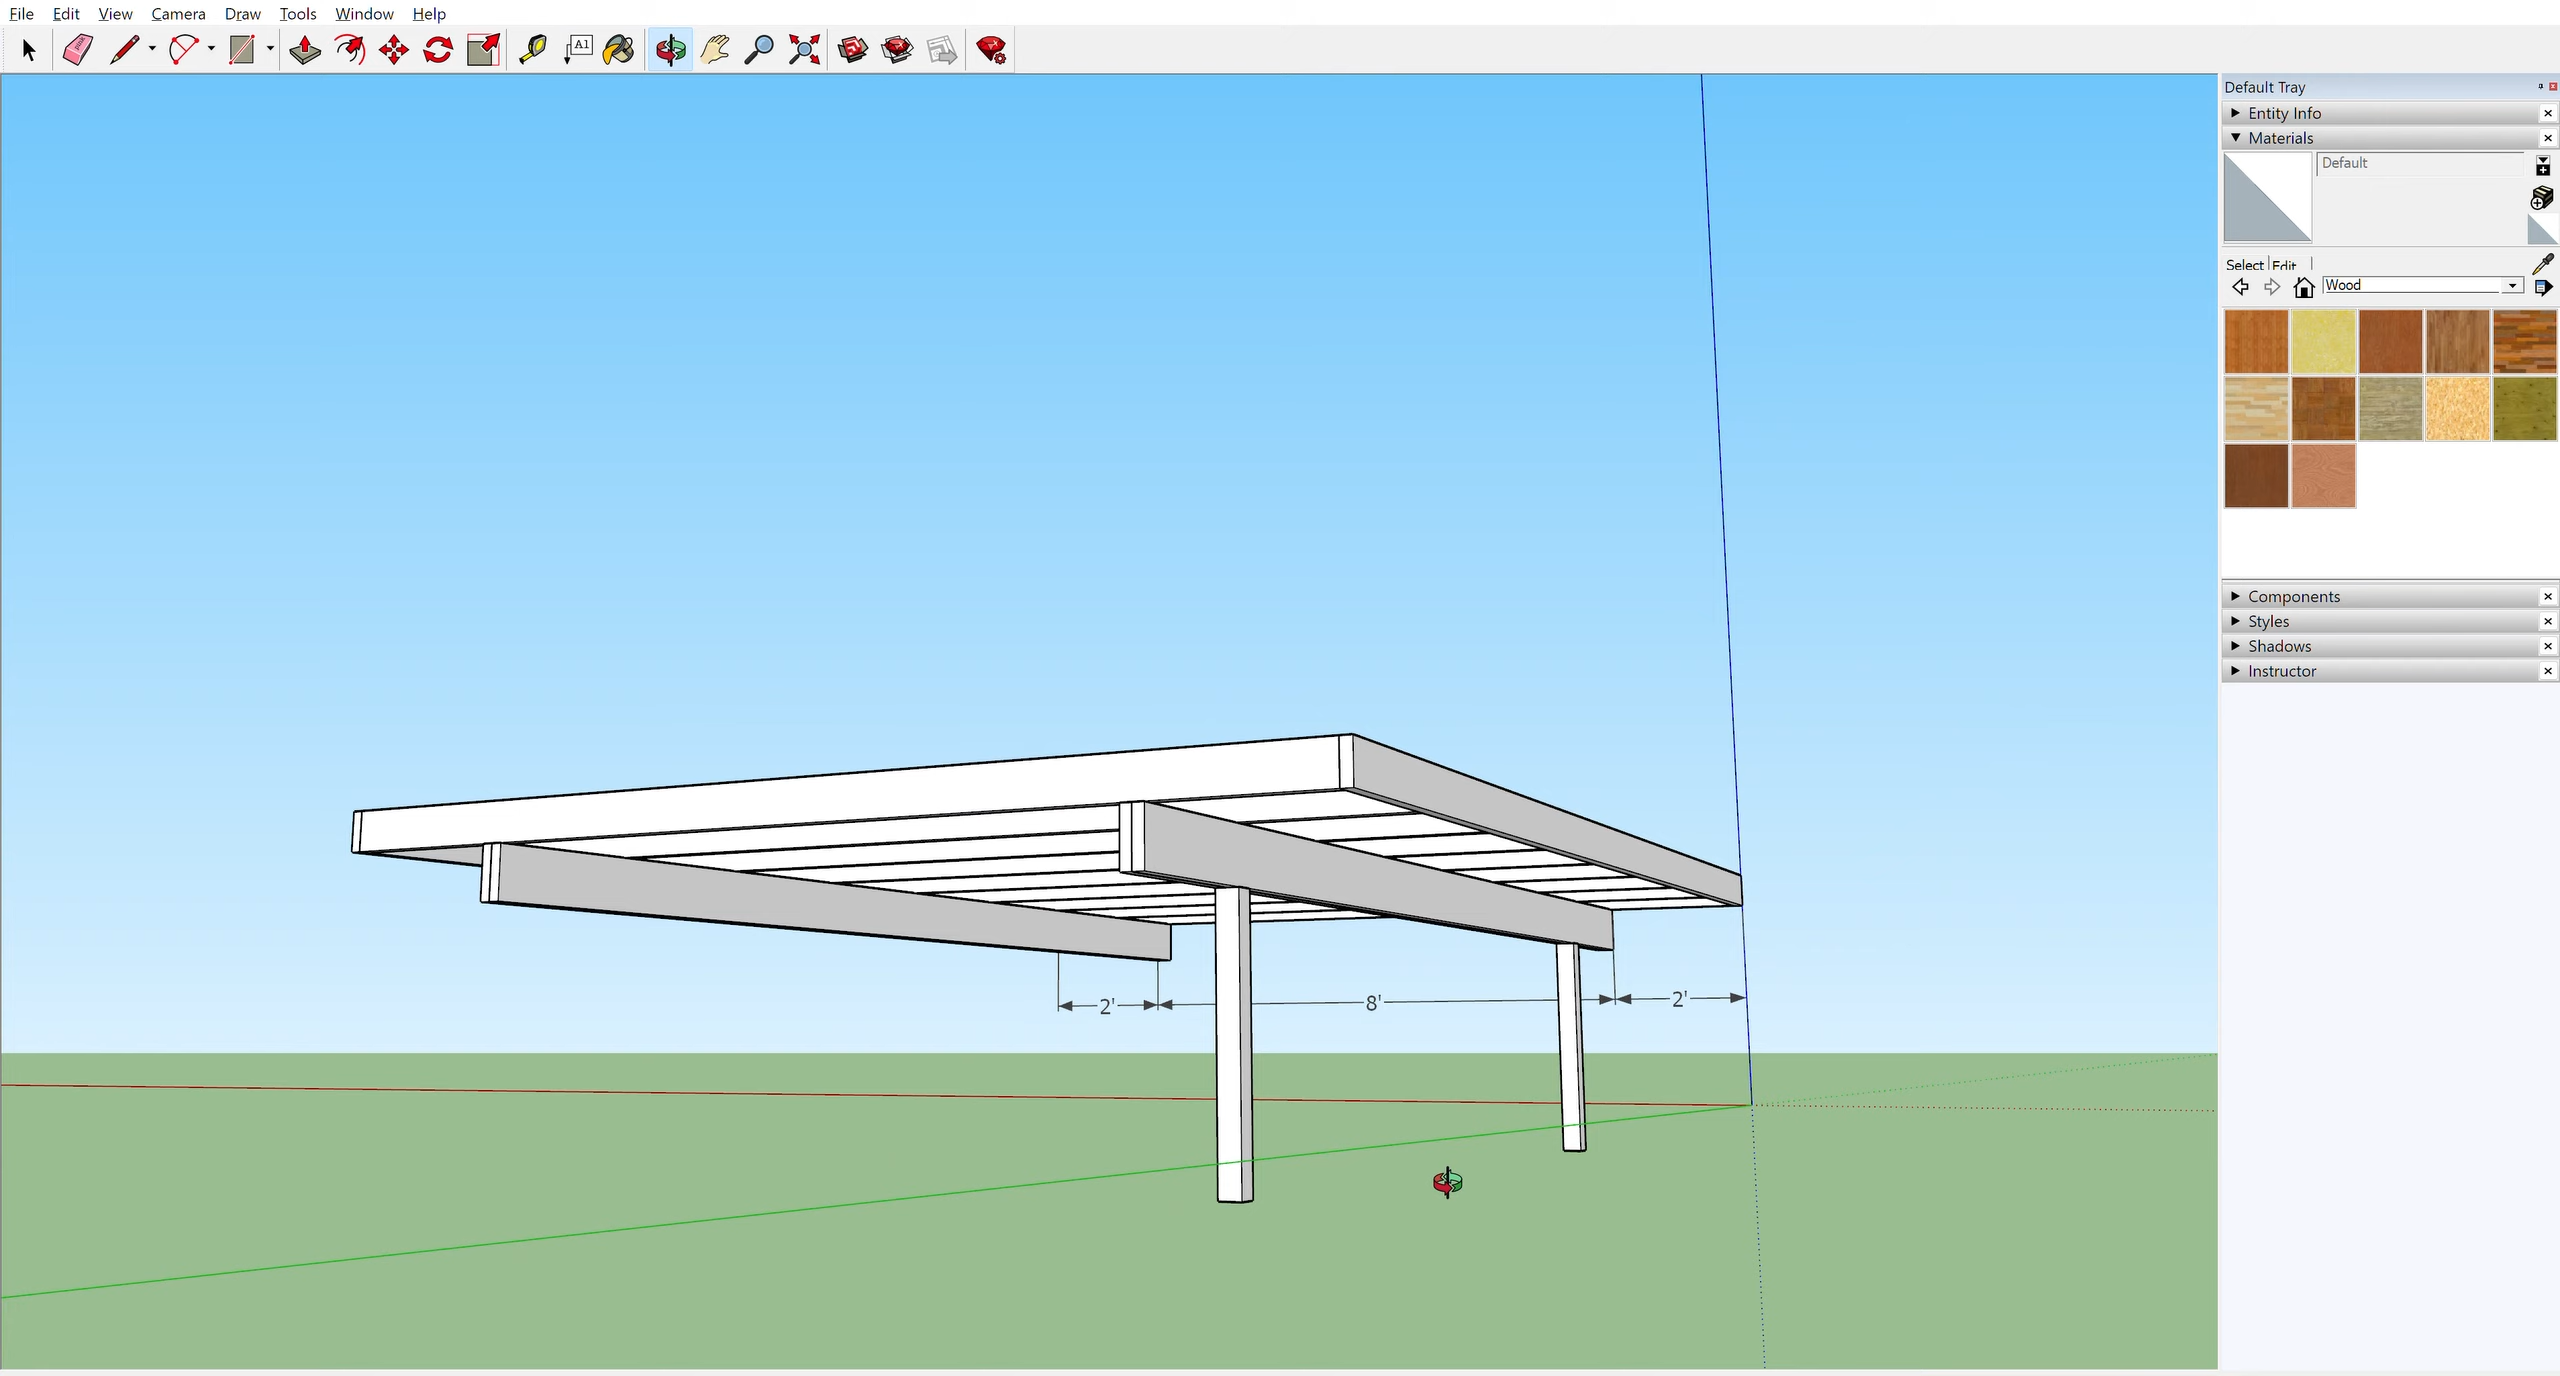 File Edit View Camera Draw Tools Window Help
A1
Default Tray
Entity Info
Materials
Default
Select Edit
Wood
Components
Styles
Shadows
Instructor
2' 8' 2'